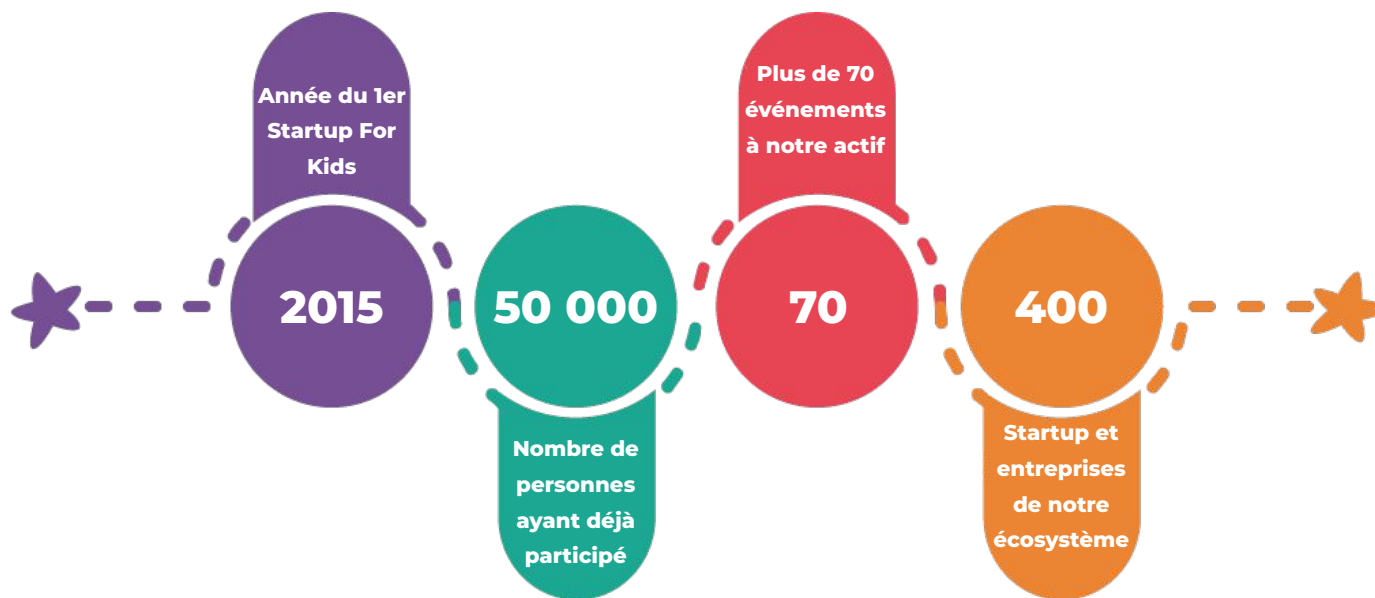 Année du 1er
Startup For
Kids
2015
50 000
Nombre de
personnes
ayant déjà
participé
Plus de 70
événements
à notre actif
70
400
Startup et
entreprises
de notre
écosystème